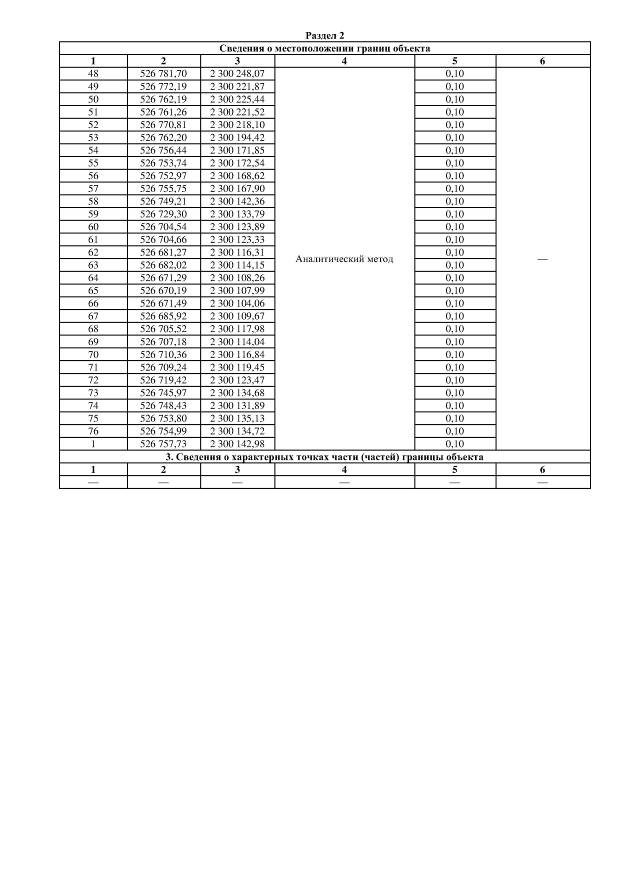 Раздел 2
Сведения о местоположении границ объекта
1 2 3 4 5 6
48 526 781,70 2 300 248,07 0,10
49 526 772,19 2 300 221,87 0,10
50 526 762,19 2 300 225,44 0,10
51 526 761,26 2 300 221,52 0,10
52 526 770,81 2 300 218,10 0,10
53 526 762,20 2 300 194,42 0,10
54 526 756,44 2 300 171,85 0,10
55 526 753,74 2 300 172,54 0,10
56 526 752,97 2 300 168,62 0,10
57 526 755,75 2 300 167,90 0,10
58 526 749,21 2 300 142,36 0,10
59 526 729,30 2 300 133,79 0,10
60 526 704,54 2 300 123,89 0,10
61 526 704,66 2 300 123,33 0,10
62 526 681,27 2 300 116,31 0,10
Аналитический метод —
63 526 682,02 2 300 114,15 0,10
64 526 671,29 2 300 108,26 0,10
65 526 670,19 2 300 107,99 0,10
66 526 671,49 2 300 104,06 0,10
67 526 685,92 2 300 109,67 0,10
68 526 705,52 2 300 117,98 0,10
69 526 707,18 2 300 114,04 0,10
70 526 710,36 2 300 116,84 0,10
71 526 709,24 2 300 119,45 0,10
72 526 719,42 2 300 123,47 0,10
73 526 745,97 2 300 134,68 0,10
74 526 748,43 2 300 131,89 0,10
75 526 753,80 2 300 135,13 0,10
76 526 754,99 2 300 134,72 0,10
1 526 757,73 2 300 142,98 0,10
3. Сведения о характерных точках части (частей) границы объекта
1 2 3 4 5 6
— — — — — —